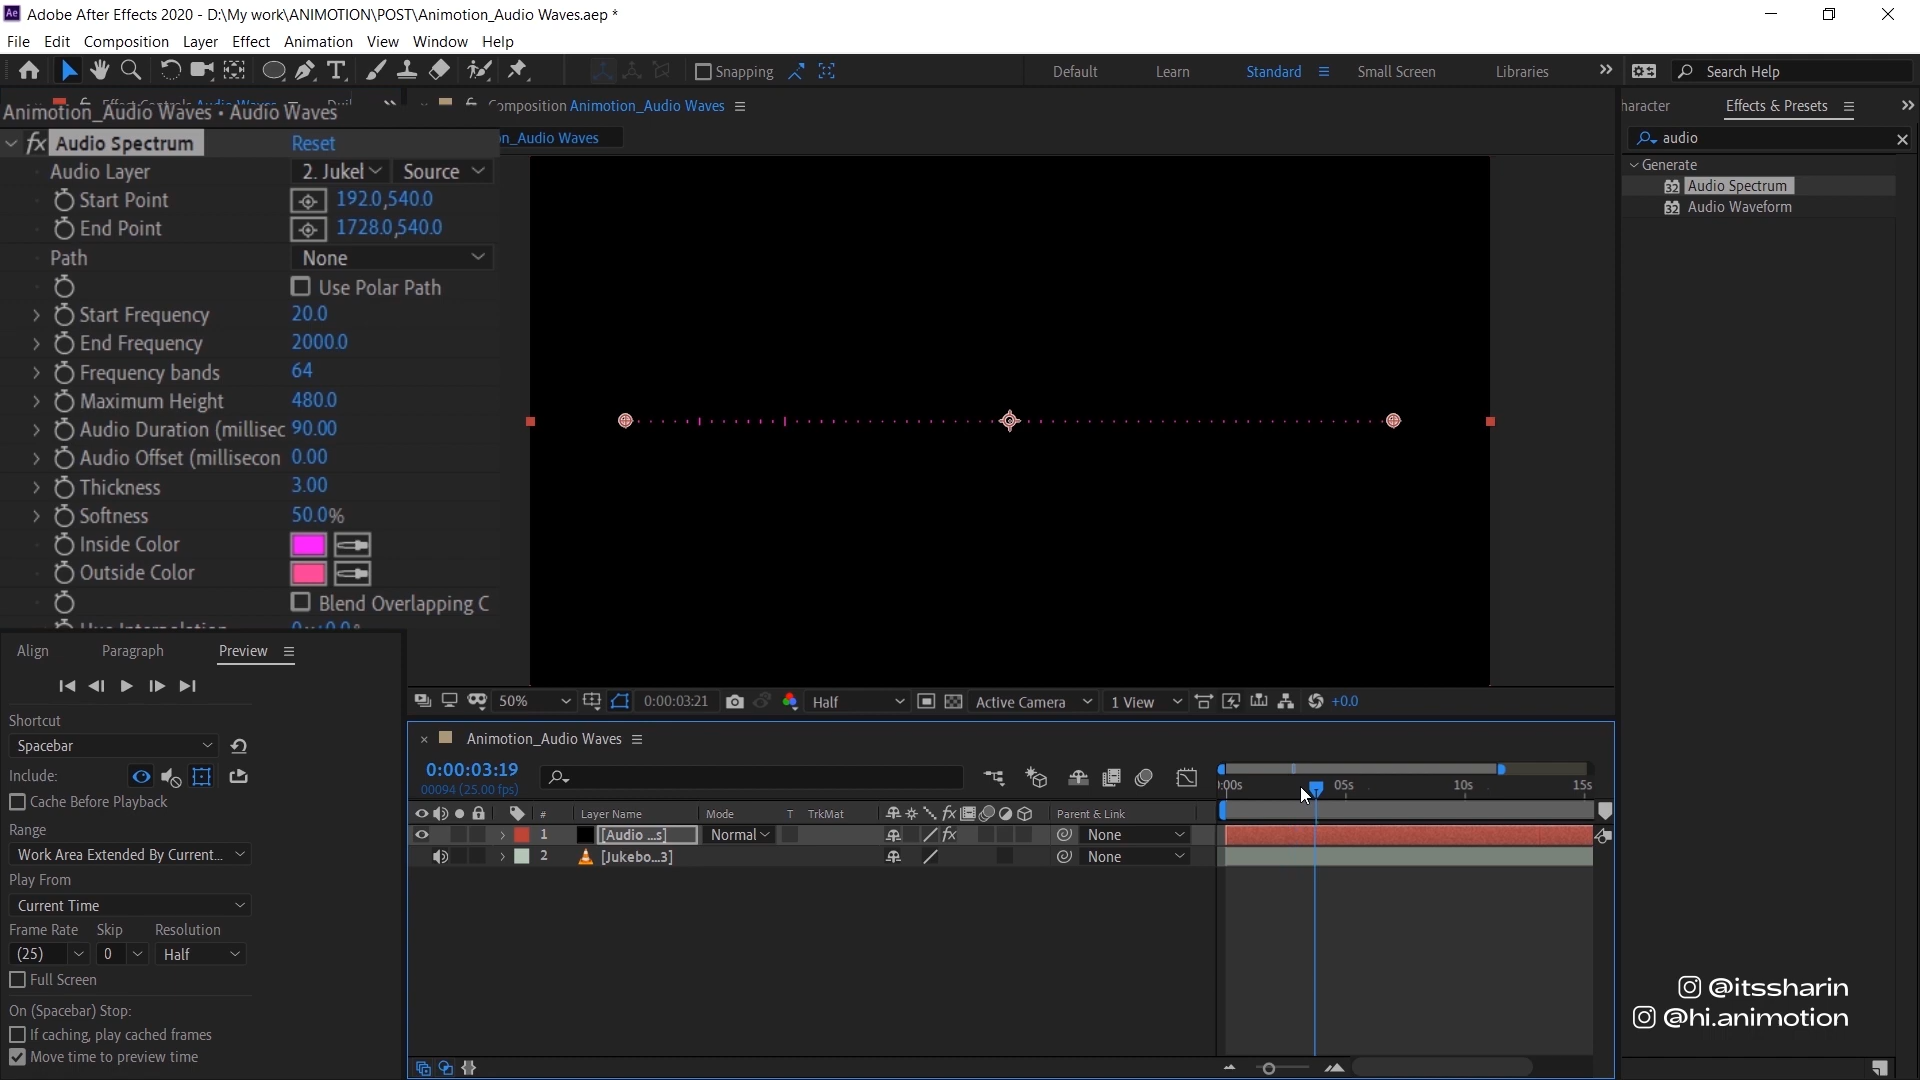 Adobe After Effects 2020 - D:\My work\ANIMOTION\POST\Animotion_Audio Waves.aep *
File Edit Composition Layer Effect Animation View Window Help
Snapping Default Learn Standard Small Screen Libraries Search Help
Composition Animotion_Audio Waves
haracter Effects & Presets
Animotion_Audio Waves • Audio Waves
n_Audio Waves
audio
Audio Spectrum Reset
Generate
Audio Spectrum
Audio Waveform
Audio Layer 2. Jukel Source
Start Point 192.0,540.0
End Point 1728.0,540.0
Path None
Use Polar Path
Start Frequency 20.0
End Frequency 2000.0
Frequency bands 64
Maximum Height 480.0
Audio Duration (millisec 90.00
Audio Offset (millisecon 0.00
Thickness 3.00
Softness 50.0%
Inside Color
Outside Color
Blend Overlapping C
Align Paragraph Preview
50% 0:00:03:21 Half Active Camera 1 View +0.0
Shortcut
Spacebar
Include:
Cache Before Playback
Range
Work Area Extended By Current...
Play From
Current Time
Frame Rate Skip Resolution
(25) 0 Half
Full Screen
On (Spacebar) Stop:
If caching, play cached frames
Move time to preview time
Animotion_Audio Waves
0:00:03:19
00094 (25.00 fps)
:00s 05s 10s 15s
# Layer Name Mode T TrkMat Parent & Link
1 [Audio ...s] Normal None
2 [Jukebo...3] None
@itssharin
@hi.animotion